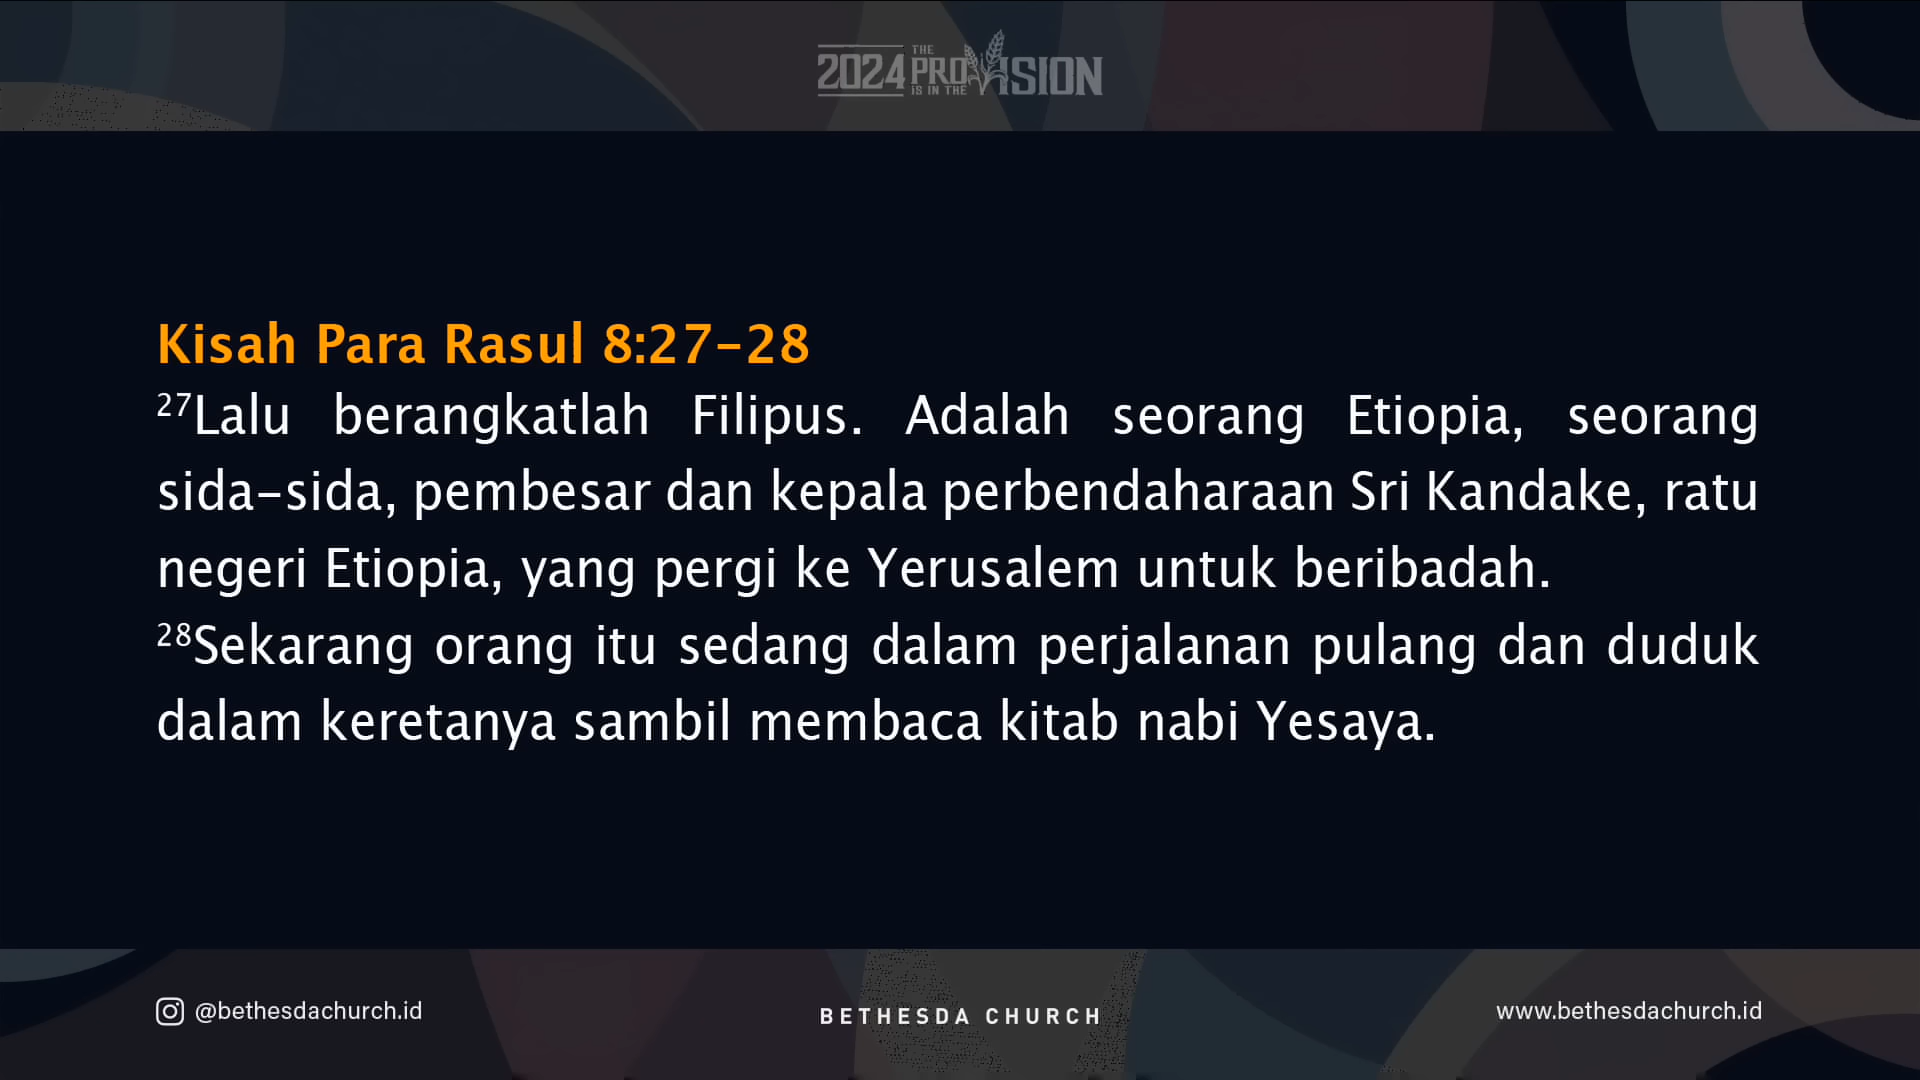 2024 THE PROVISION IS IN THE
Kisah Para Rasul 8:27-28
27Lalu berangkatlah Filipus. Adalah seorang Etiopia, seorang
sida-sida, pembesar dan kepala perbendaharaan Sri Kandake, ratu
negeri Etiopia, yang pergi ke Yerusalem untuk beribadah.
28Sekarang orang itu sedang dalam perjalanan pulang dan duduk
dalam keretanya sambil membaca kitab nabi Yesaya.
@bethesdachurch.id
BETHESDA CHURCH
www.bethesdachurch.id